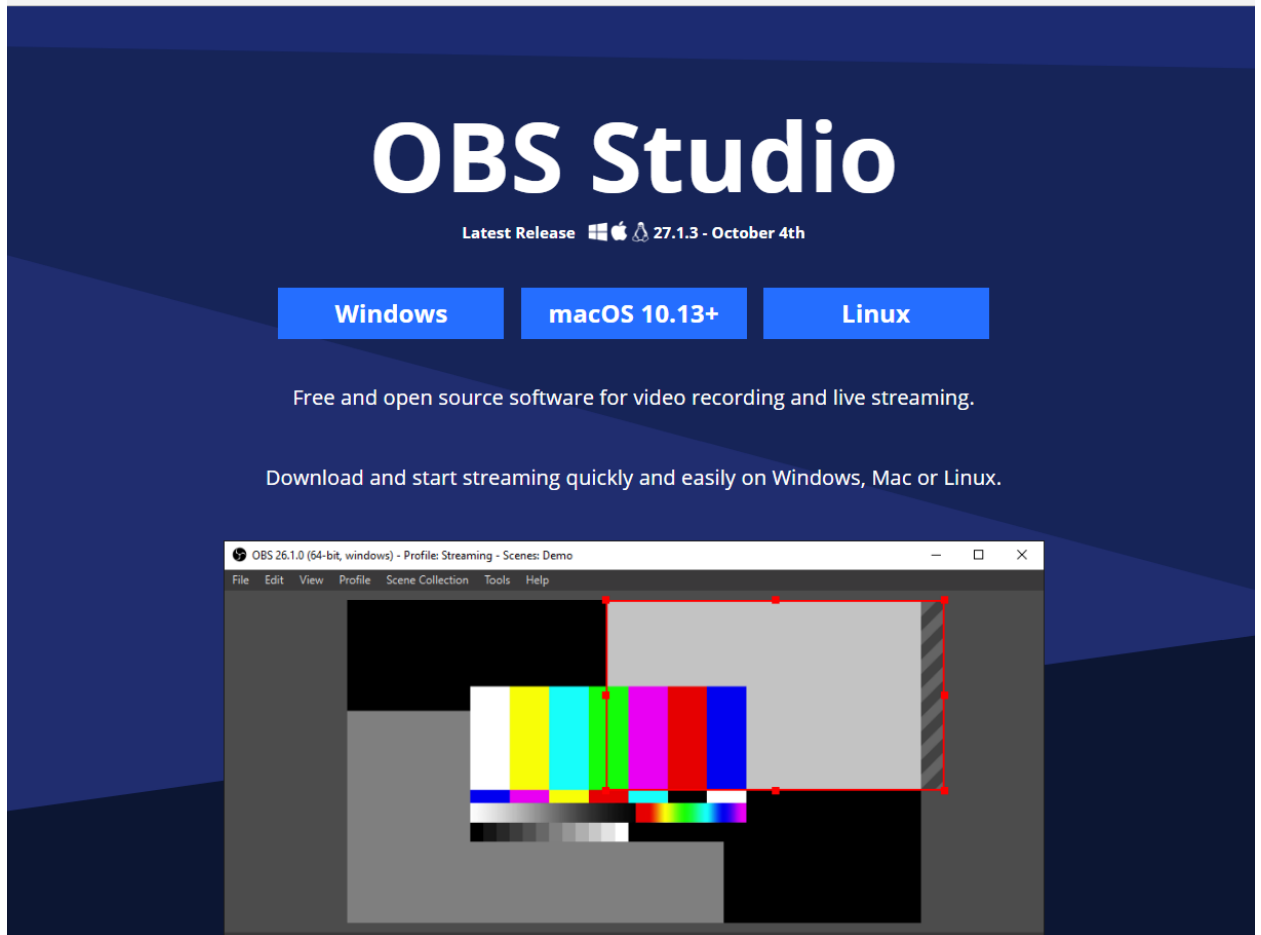 OBS Studio
Latest Release 27.1.3 - October 4th
Windows macOS 10.13+ Linux
Free and open source software for video recording and live streaming.
Download and start streaming quickly and easily on Windows, Mac or Linux.
OBS 26.1.0 (64-bit, windows) - Profile: Streaming - Scenes: Demo
File Edit View Profile Scene Collection Tools Help